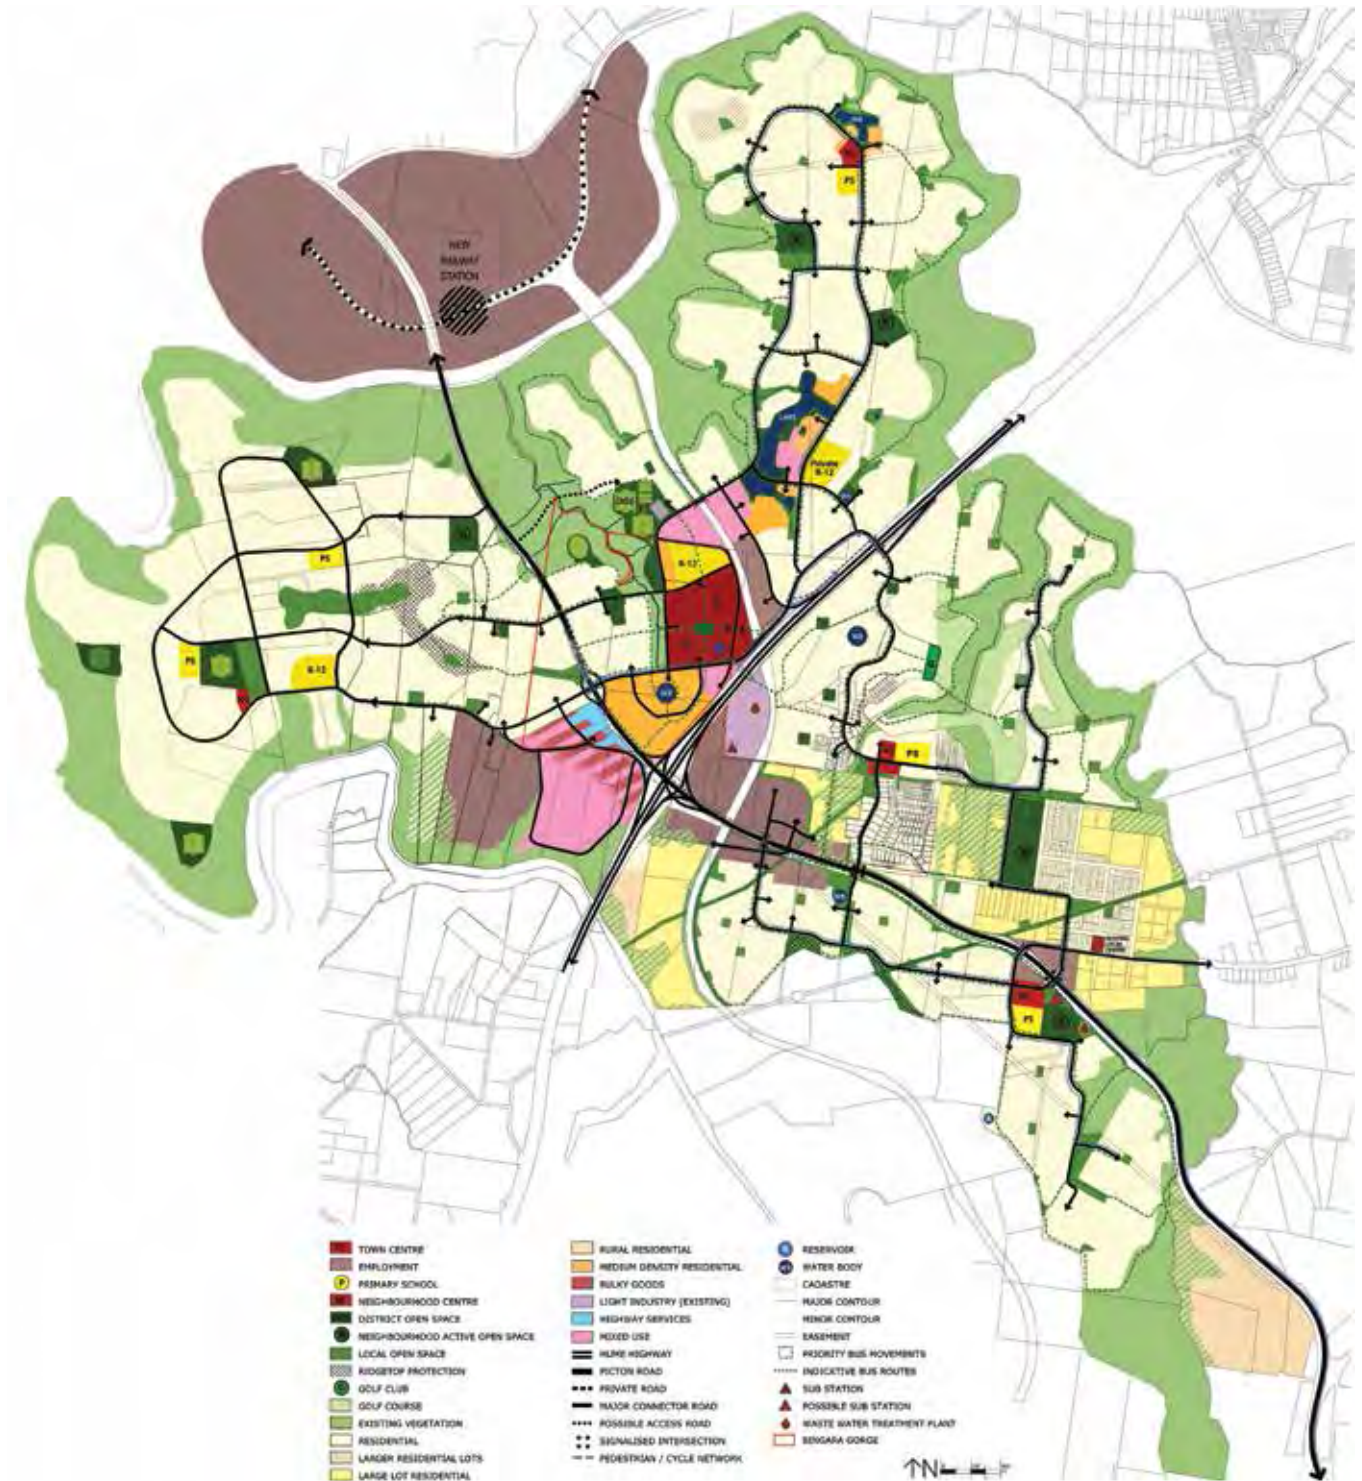 NEW
RAILWAY
STATION
PS
LAKE
PRIVATE
K-12
K-12
PS
PS
K-12
PS
PS
TOWN CENTRE
EMPLOYMENT
PRIMARY SCHOOL
NEIGHBOURHOOD CENTRE
DISTRICT OPEN SPACE
NEIGHBOURHOOD ACTIVE OPEN SPACE
LOCAL OPEN SPACE
RIDGETOP PROTECTION
GOLF CLUB
GOLF COURSE
EXISTING VEGETATION
RESIDENTIAL
LARGER RESIDENTIAL LOTS
LARGE LOT RESIDENTIAL
RURAL RESIDENTIAL
MEDIUM DENSITY RESIDENTIAL
BULKY GOODS
LIGHT INDUSTRY (EXISTING)
HIGHWAY SERVICES
MIXED USE
HUME HIGHWAY
PICTON ROAD
PRIVATE ROAD
MAJOR CONNECTOR ROAD
POSSIBLE ACCESS ROAD
SIGNALISED INTERSECTION
PEDESTRIAN / CYCLE NETWORK
RESERVOIR
WATER BODY
CADASTRE
MAJOR CONTOUR
MINOR CONTOUR
EASEMENT
PRIORITY BUS MOVEMENTS
INDICATIVE BUS ROUTES
SUB STATION
POSSIBLE SUB STATION
WASTE WATER TREATMENT PLANT
BINGARA GORGE
N